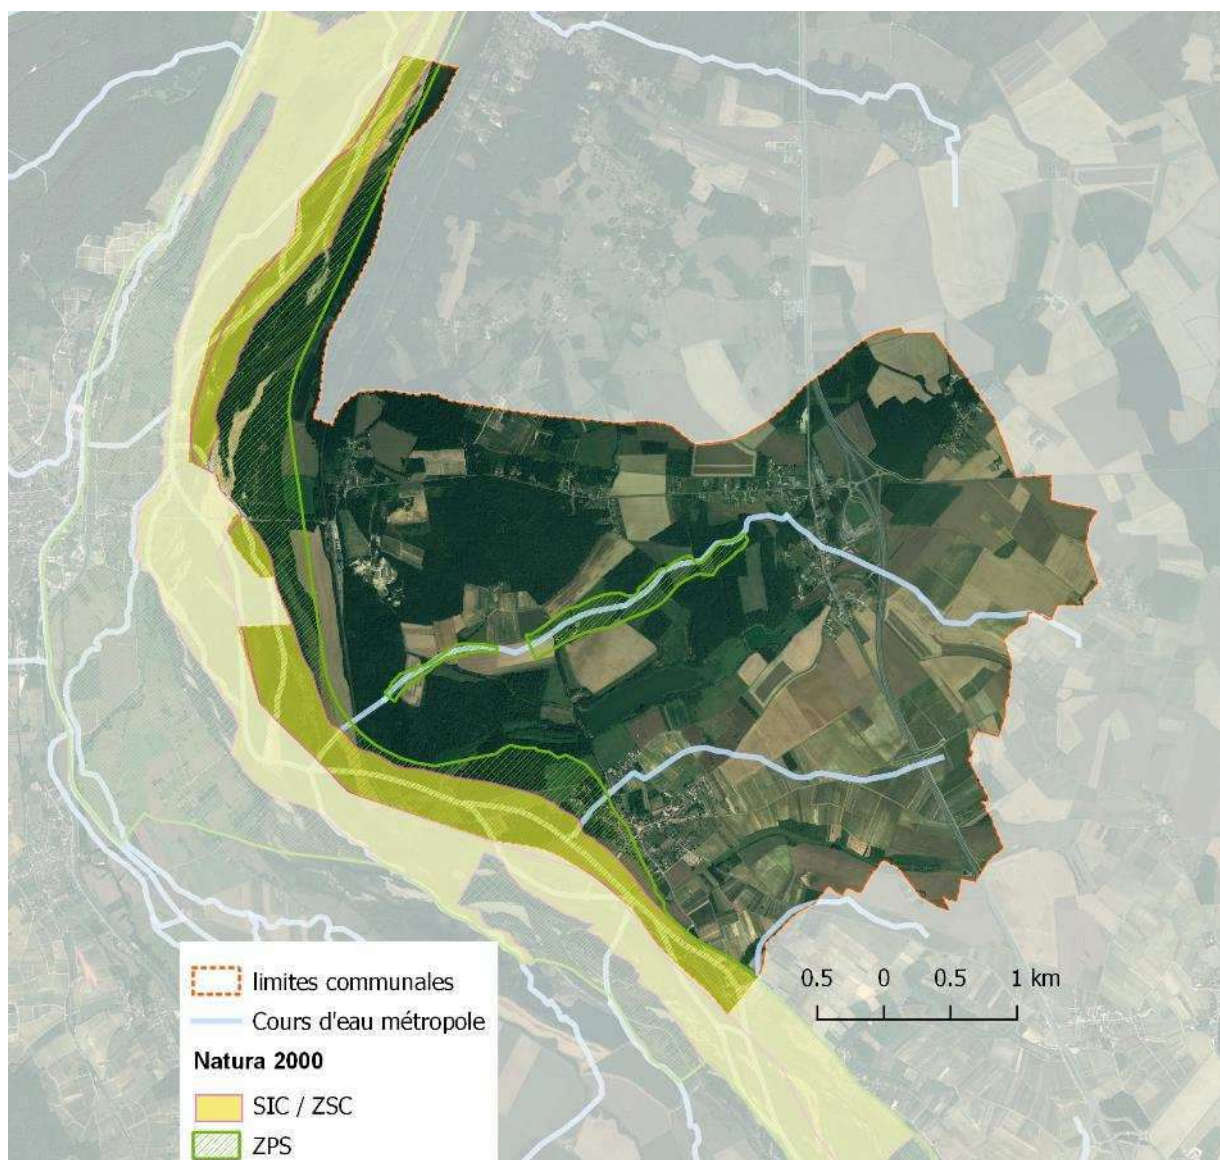 0.5 0 0.5 1 km
limites communales
Cours d'eau métropole
Natura 2000
SIC / ZSC
ZPS